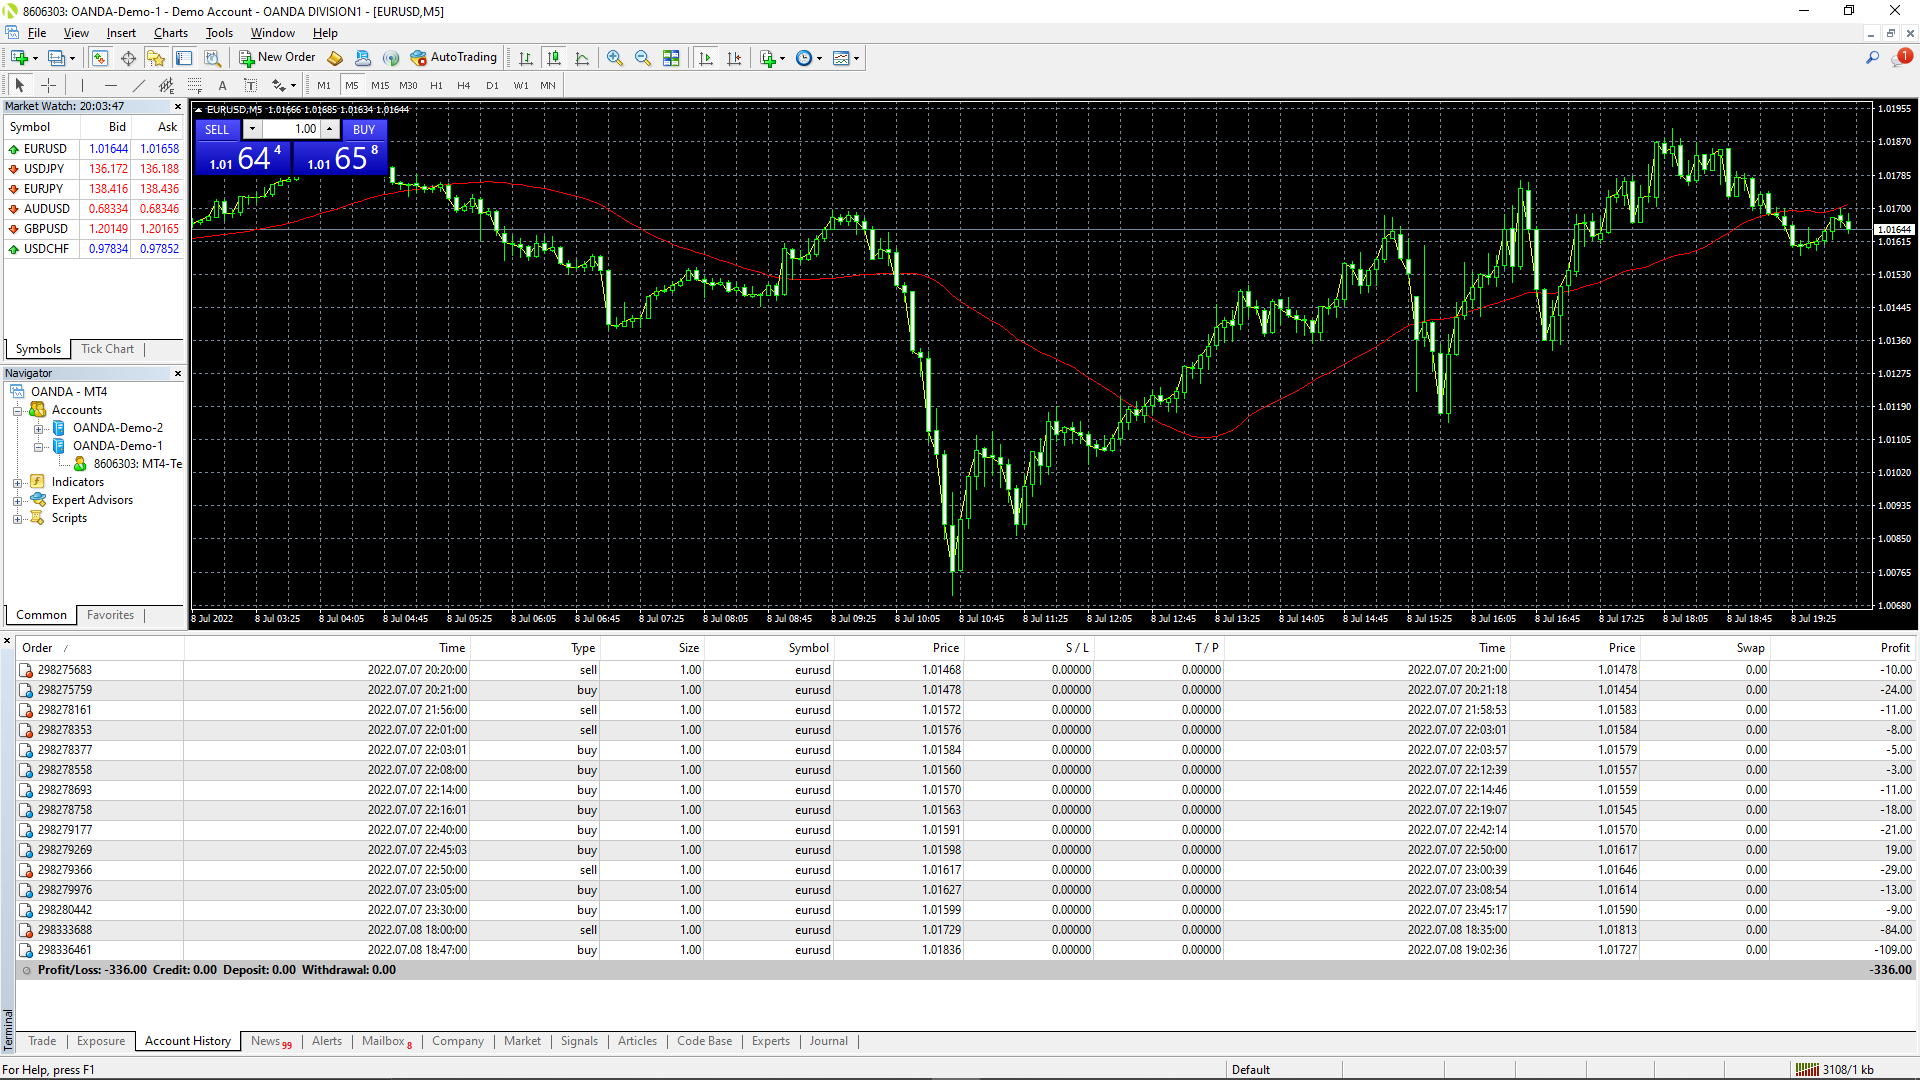 8606303: OANDA-Demo-1 - Demo Account - OANDA DIVISION1 - [EURUSD,M5]
File View Insert Charts Tools Window Help
New Order AutoTrading 1
A T M1 M5 M15 M30 H1 H4 D1 W1 MN
Market Watch: 20:03:47
Symbol Bid Ask
EURUSD 1.01644 1.01658
USDJPY 136.172 136.188
EURJPY 138.416 138.436
AUDUSD 0.68334 0.68346
GBPUSD 1.20149 1.20165
USDCHF 0.97834 0.97852
Symbols Tick Chart
Navigator
OANDA - MT4
Accounts
OANDA-Demo-2
OANDA-Demo-1
8606303: MT4-Te
Indicators
Expert Advisors
Scripts
Common Favorites
EURUSD,M5 1.01666 1.01685 1.01634 1.01644
SELL 1.00 BUY
1.01 64 4 1.01 65 8
1.01955
1.01870
1.01785
1.01700
1.01644
1.01615
1.01530
1.01445
1.01360
1.01275
1.01190
1.01105
1.01020
1.00935
1.00850
1.00765
1.00680
8 Jul 2022 8 Jul 03:25 8 Jul 04:05 8 Jul 04:45 8 Jul 05:25 8 Jul 06:05 8 Jul 06:45 8 Jul 07:25 8 Jul 08:05 8 Jul 08:45 8 Jul 09:25 8 Jul 10:05 8 Jul 10:45 8 Jul 11:25 8 Jul 12:05 8 Jul 12:45 8 Jul 13:25 8 Jul 14:05 8 Jul 14:45 8 Jul 15:25 8 Jul 16:05 8 Jul 16:45 8 Jul 17:25 8 Jul 18:05 8 Jul 18:45 8 Jul 19:25
Order / Time Type Size Symbol Price S / L T / P Time Price Swap Profit
298275683 2022.07.07 20:20:00 sell 1.00 eurusd 1.01468 0.00000 0.00000 2022.07.07 20:21:00 1.01478 0.00 -10.00
298275759 2022.07.07 20:21:00 buy 1.00 eurusd 1.01478 0.00000 0.00000 2022.07.07 20:21:18 1.01454 0.00 -24.00
298278161 2022.07.07 21:56:00 sell 1.00 eurusd 1.01572 0.00000 0.00000 2022.07.07 21:58:53 1.01583 0.00 -11.00
298278353 2022.07.07 22:01:00 sell 1.00 eurusd 1.01576 0.00000 0.00000 2022.07.07 22:03:01 1.01584 0.00 -8.00
298278377 2022.07.07 22:03:01 buy 1.00 eurusd 1.01584 0.00000 0.00000 2022.07.07 22:03:57 1.01579 0.00 -5.00
298278558 2022.07.07 22:08:00 buy 1.00 eurusd 1.01560 0.00000 0.00000 2022.07.07 22:12:39 1.01557 0.00 -3.00
298278693 2022.07.07 22:14:00 buy 1.00 eurusd 1.01570 0.00000 0.00000 2022.07.07 22:14:46 1.01559 0.00 -11.00
298278758 2022.07.07 22:16:01 buy 1.00 eurusd 1.01563 0.00000 0.00000 2022.07.07 22:19:07 1.01545 0.00 -18.00
298279177 2022.07.07 22:40:00 buy 1.00 eurusd 1.01591 0.00000 0.00000 2022.07.07 22:42:14 1.01570 0.00 -21.00
298279269 2022.07.07 22:45:03 buy 1.00 eurusd 1.01598 0.00000 0.00000 2022.07.07 22:50:00 1.01617 0.00 19.00
298279366 2022.07.07 22:50:00 sell 1.00 eurusd 1.01617 0.00000 0.00000 2022.07.07 23:00:39 1.01646 0.00 -29.00
298279976 2022.07.07 23:05:00 buy 1.00 eurusd 1.01627 0.00000 0.00000 2022.07.07 23:08:54 1.01614 0.00 -13.00
298280442 2022.07.07 23:30:00 buy 1.00 eurusd 1.01599 0.00000 0.00000 2022.07.07 23:45:17 1.01590 0.00 -9.00
298333688 2022.07.08 18:00:00 sell 1.00 eurusd 1.01729 0.00000 0.00000 2022.07.08 18:35:00 1.01813 0.00 -84.00
298336461 2022.07.08 18:47:00 buy 1.00 eurusd 1.01836 0.00000 0.00000 2022.07.08 19:02:36 1.01727 0.00 -109.00
Profit/Loss: -336.00 Credit: 0.00 Deposit: 0.00 Withdrawal: 0.00 -336.00
Terminal
Trade Exposure Account History News 99 Alerts Mailbox 8 Company Market Signals Articles Code Base Experts Journal
For Help, press F1 Default 3108/1 kb